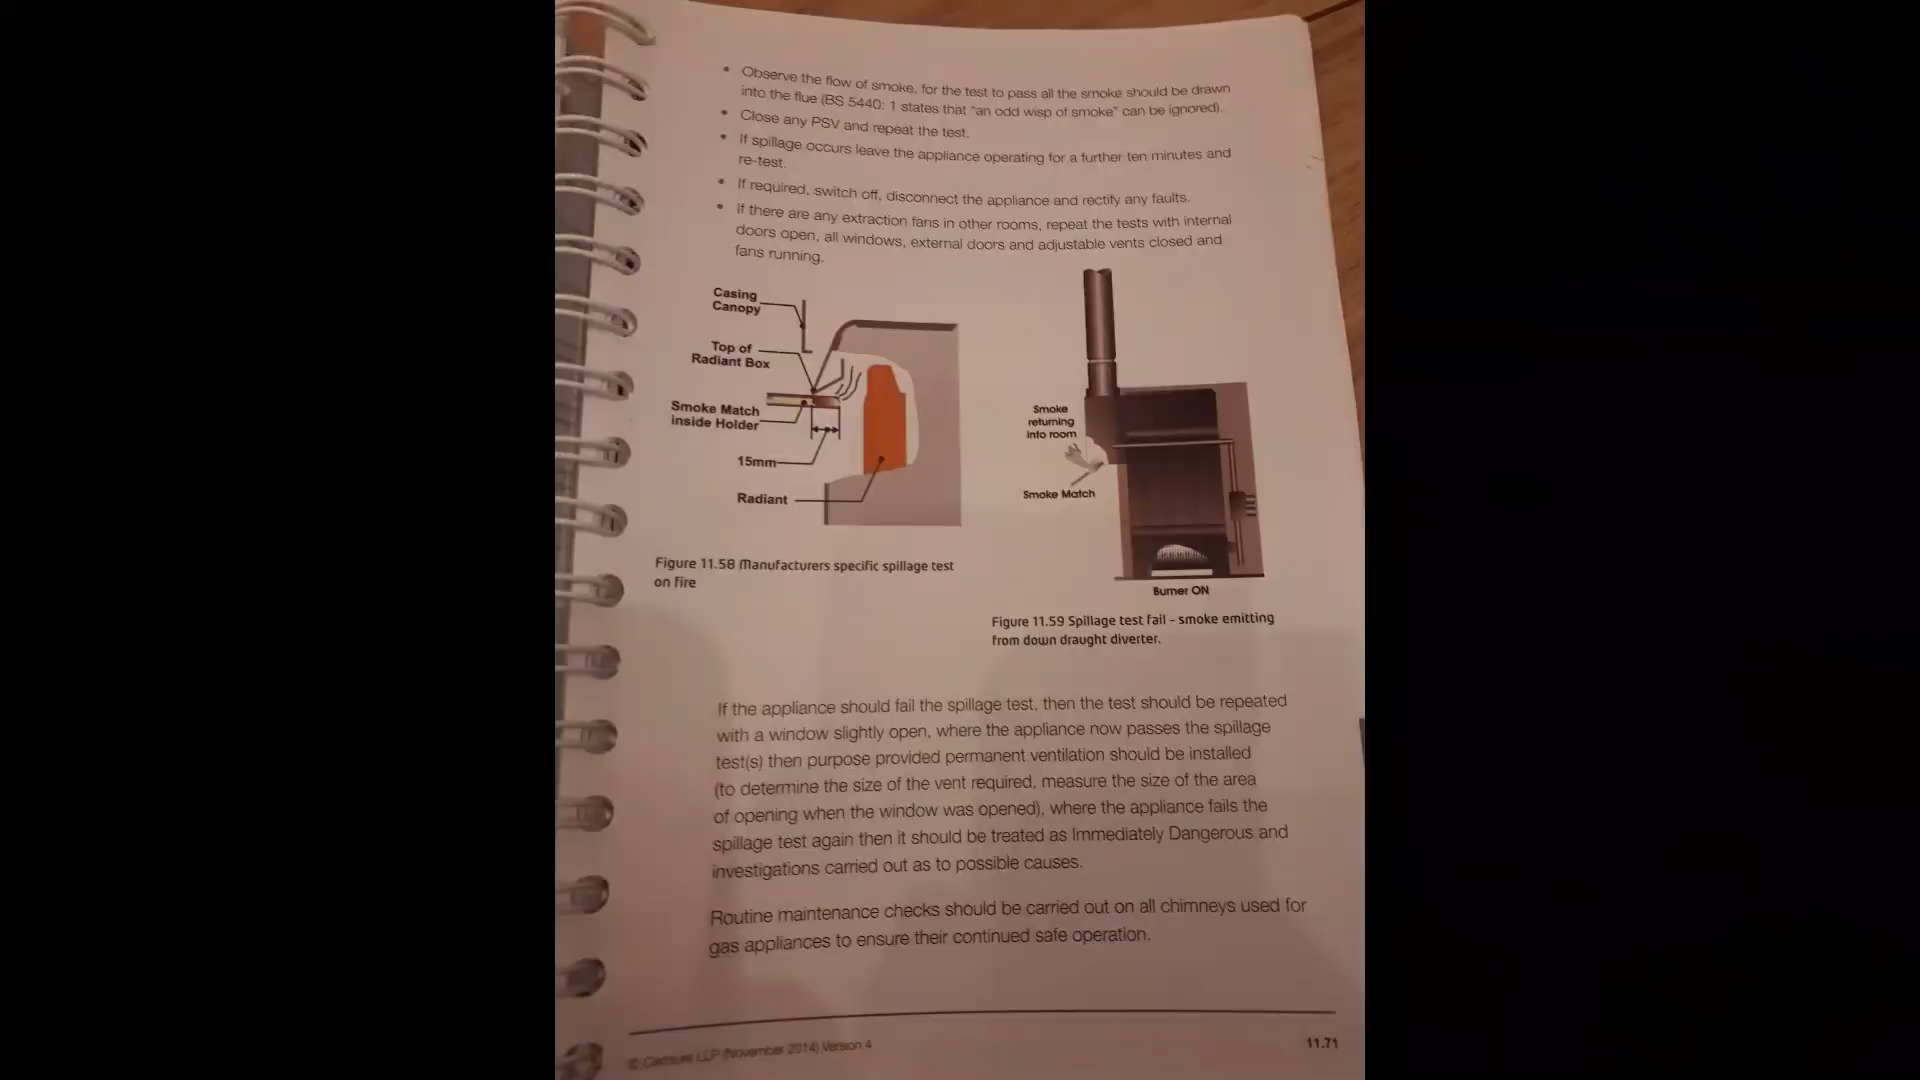 • Observe the flow of smoke, for the test to pass all the smoke should be drawn
into the flue (BS 5440: 1 states that “an odd wisp of smoke” can be ignored).
• Close any PSV and repeat the test.
• If spillage occurs leave the appliance operating for a further ten minutes and
re-test.
• If required, switch off, disconnect the appliance and rectify any faults.
• If there are any extraction fans in other rooms, repeat the tests with internal
doors open, all windows, external doors and adjustable vents closed and
fans running.
Casing
Canopy
Top of
Radiant Box
Smoke Match
inside Holder
15mm
Radiant
Figure 11.58 Manufacturers specific spillage test
on fire
Smoke
returning
into room
Smoke Match
Burner ON
Figure 11.59 Spillage test fail - smoke emitting
from down draught diverter.
If the appliance should fail the spillage test, then the test should be repeated
with a window slightly open, where the appliance now passes the spillage
test(s) then purpose provided permanent ventilation should be installed
(to determine the size of the vent required, measure the size of the area
of opening when the window was opened), where the appliance fails the
spillage test again then it should be treated as Immediately Dangerous and
investigations carried out as to possible causes.
Routine maintenance checks should be carried out on all chimneys used for
gas appliances to ensure their continued safe operation.
© LLP (November 2014) Version 4
11.71